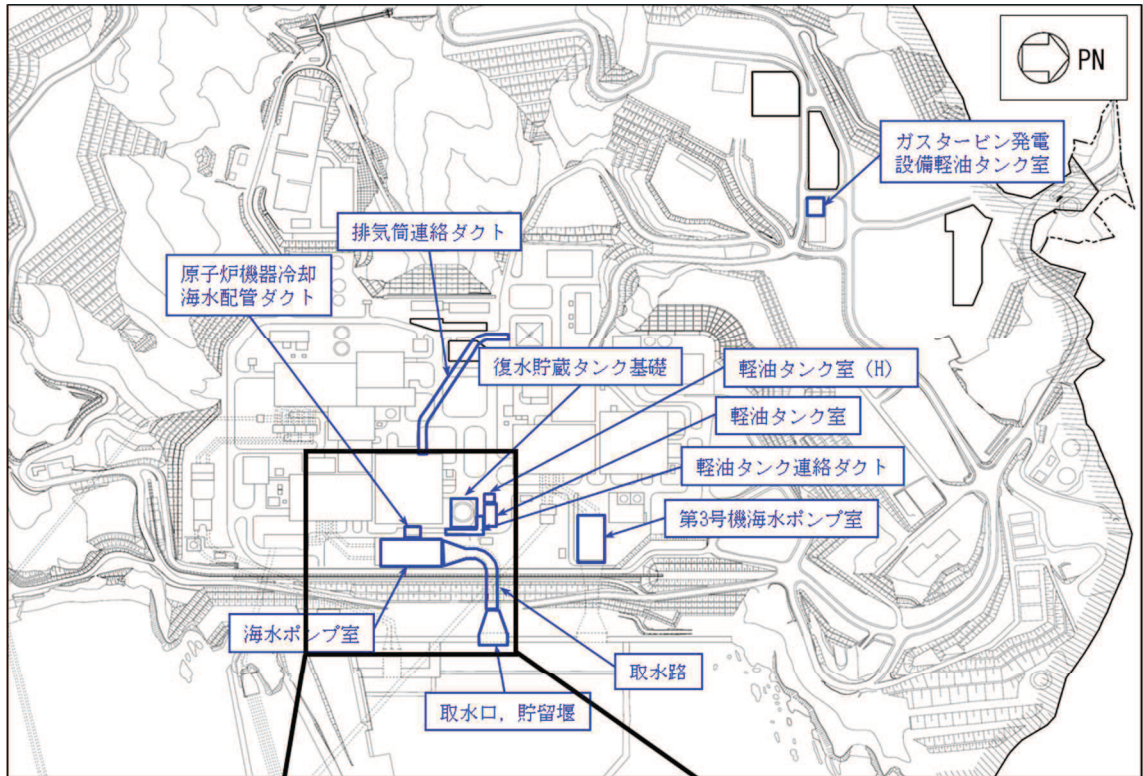 PN
ガスタービン発電
設備軽油タンク室
排気筒連絡ダクト
原子炉機器冷却
海水配管ダクト
復水貯蔵タンク基礎
軽油タンク室（H）
軽油タンク室
軽油タンク連絡ダクト
第3号機海水ポンプ室
海水ポンプ室
取水路
取水口，貯留堰